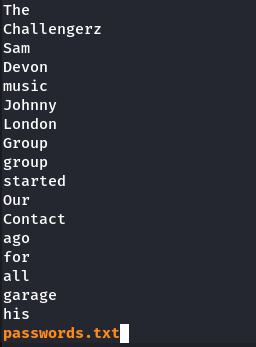 The
Challengerz
Sam
Devon
music
Johnny
London
Group
group
started
Our
Contact
ago
for
all
garage
his
passwords.txt